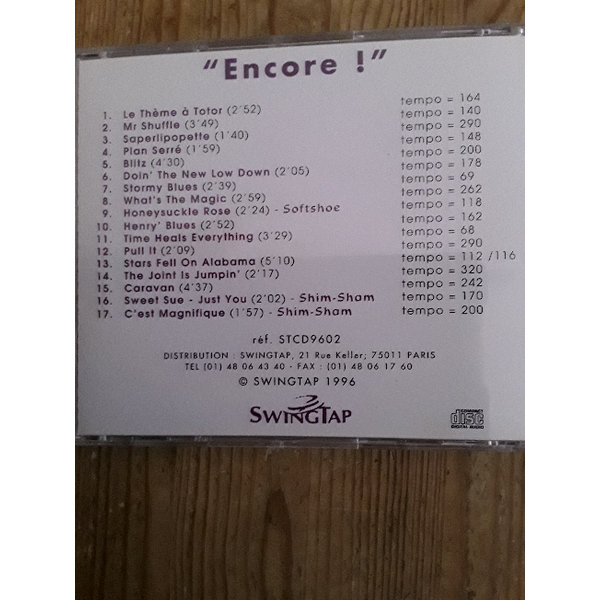 "Encore !"
1. Le Thème à Totor (2'52) tempo = 164
2. Mr Shuffle (3'49) tempo = 140
3. Saperlipopette (1'40) tempo = 290
4. Plan Serré (1'59) tempo = 148
5. Blitz (4'30) tempo = 200
6. Doin' The New Low Down (2'05) tempo = 178
7. Stormy Blues (2'39) tempo = 69
8. What's The Magic (2'59) tempo = 262
9. Honeysuckle Rose (2'24) - Softshoe tempo = 118
10. Henry' Blues (2'52) tempo = 162
11. Time Heals Everything (3'29) tempo = 68
12. Pull It (2'09) tempo = 290
13. Stars Fell On Alabama (5'10) tempo = 112 /116
14. The Joint Is Jumpin' (2'17) tempo = 320
15. Caravan (4'37) tempo = 242
16. Sweet Sue - Just You (2'02) - Shim-Sham tempo = 170
17. C'est Magnifique (1'57) - Shim-Sham tempo = 200
réf. STCD9602
DISTRIBUTION : SWINGTAP, 21 Rue Keller; 75011 PARIS
TEL (01) 48 06 43 40 - FAX : (01) 48 06 17 60
© SWINGTAP 1996
SWINGTAP
COMPACT
disc
DIGITAL AUDIO